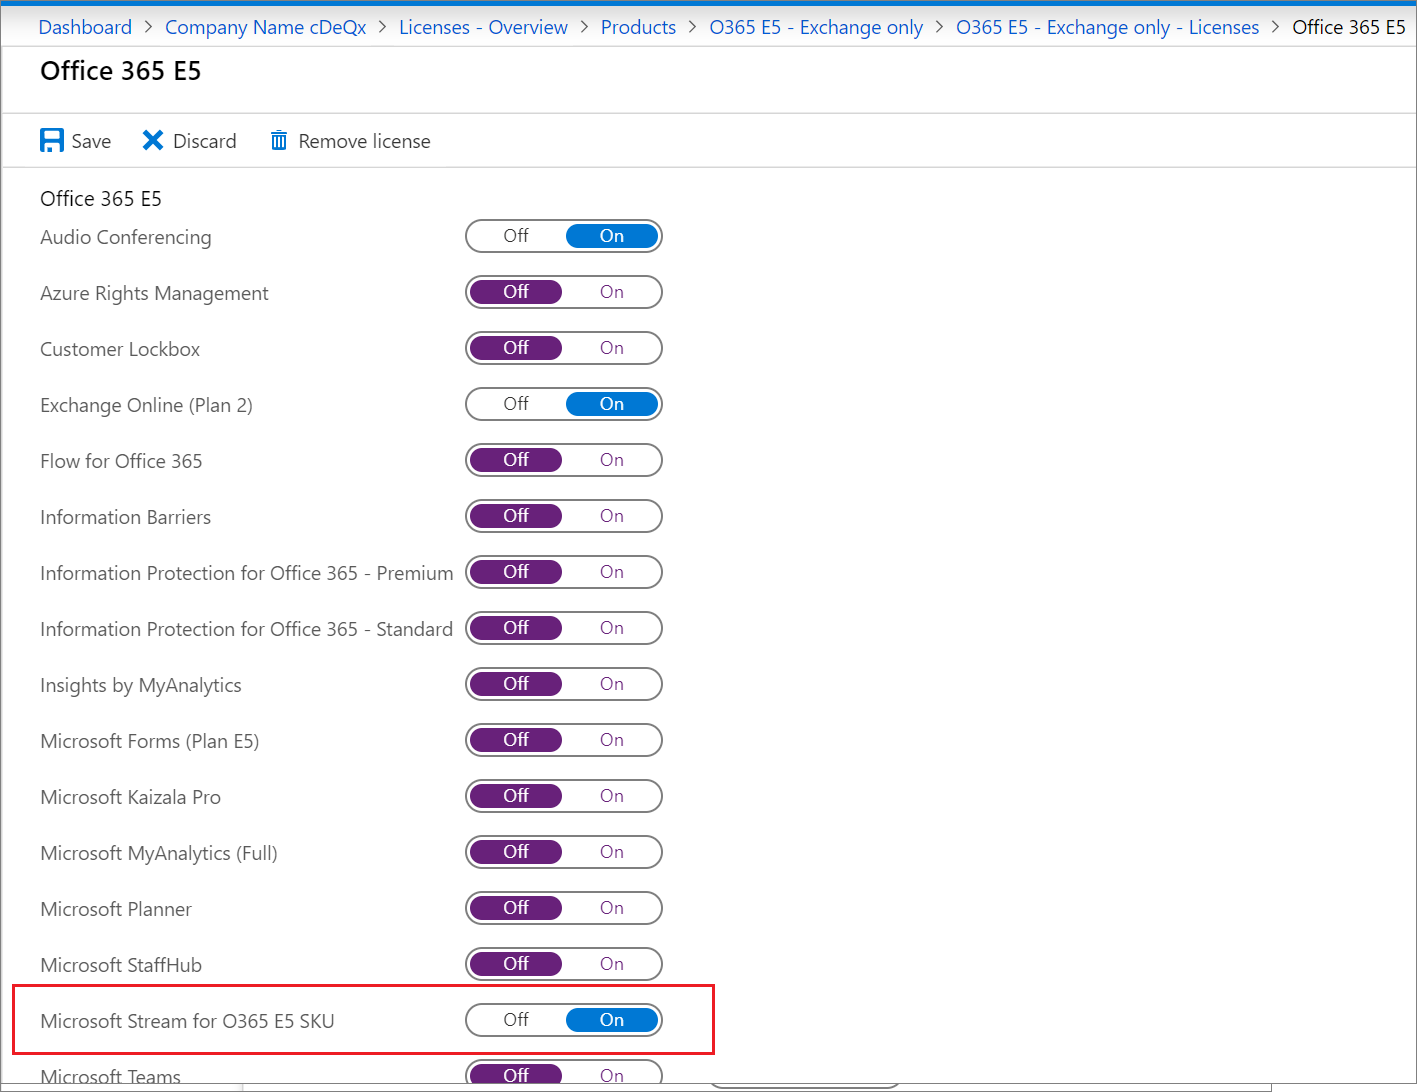 Dashboard > Company Name cDeQx > Licenses - Overview > Products > O365 E5 - Exchange only > O365 E5 - Exchange only - Licenses > Office 365 E5
Office 365 E5
Save Discard Remove license
Office 365 E5
Audio Conferencing Off On
Azure Rights Management Off On
Customer Lockbox Off On
Exchange Online (Plan 2) Off On
Flow for Office 365 Off On
Information Barriers Off On
Information Protection for Office 365 - Premium Off On
Information Protection for Office 365 - Standard Off On
Insights by MyAnalytics Off On
Microsoft Forms (Plan E5) Off On
Microsoft Kaizala Pro Off On
Microsoft MyAnalytics (Full) Off On
Microsoft Planner Off On
Microsoft StaffHub Off On
Microsoft Stream for O365 E5 SKU Off On
Microsoft Teams Off On